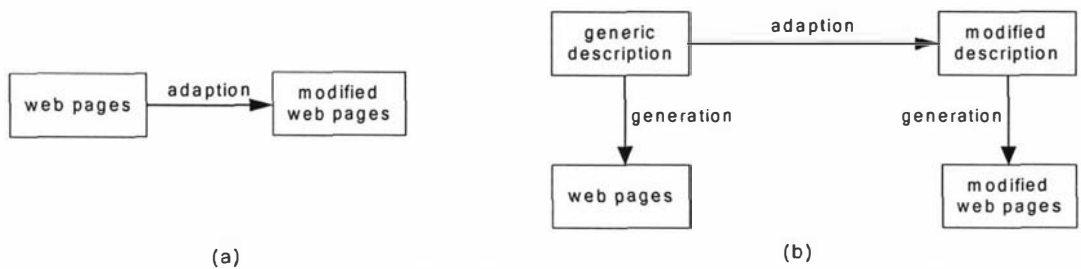 web pages
adaption
modified
web pages
(a)
generic
description
adaption
modified
description
generation
generation
web pages
modified
web pages
(b)